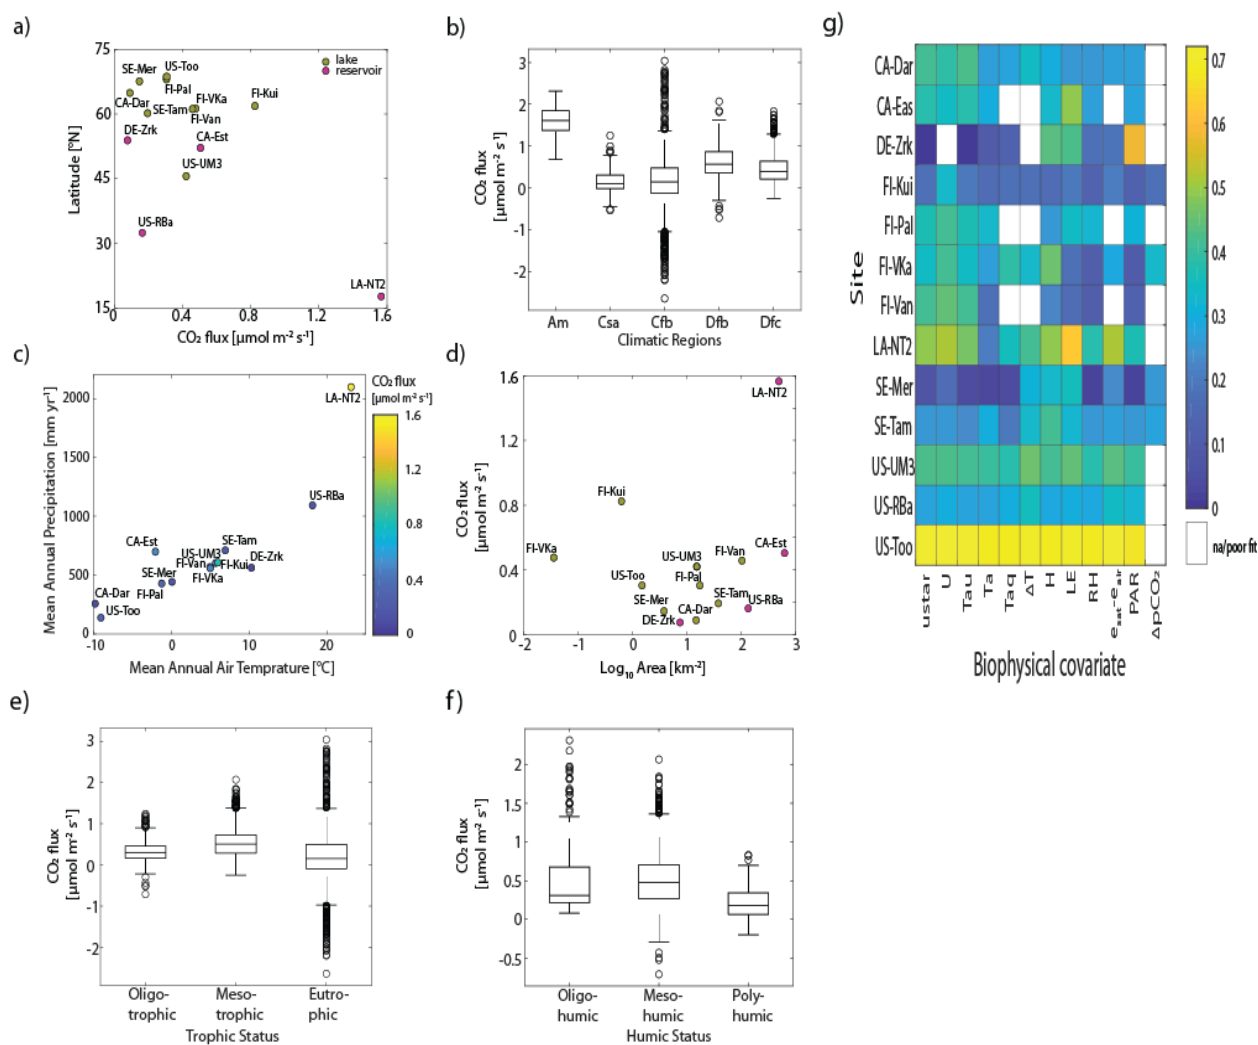 a)
75
60
45
30
15
Latitude [°N]
0
0.4
0.8
1.2
1.6
CO₂ flux [µmol m⁻² s⁻¹]
lake
reservoir
US-Too
SE-Mer
FI-Pal
CA-Dar
SE-Tam
FI-VKa
FI-Kui
FI-Van
DE-Zrk
CA-Est
US-UM3
US-RBa
LA-NT2
b)
3
2
1
0
-1
-2
CO₂ flux
[µmol m⁻² s⁻¹]
Am
Csa
Cfb
Dfb
Dfc
Climatic Regions
c)
2000
1500
1000
500
0
Mean Annual Precipitation [mm yr⁻¹]
-10
0
10
20
Mean Annual Air Temprature [°C]
LA-NT2
US-RBa
CA-Est
SE-Tam
US-UM3
DE-Zrk
FI-Van
FI-Kui
SE-Mer
FI-VKa
FI-Pal
CA-Dar
US-Too
CO₂ flux
[µmol m⁻² s⁻¹]
1.6
1.2
0.8
0.4
0
d)
1.6
1.2
0.8
0.4
0
CO₂ flux
[µmol m⁻² s⁻¹]
-2
-1
0
1
2
3
Log₁₀ Area [km⁻²]
LA-NT2
FI-Kui
FI-VKa
CA-Est
US-UM3
FI-Van
US-Too
FI-Pal
SE-Mer
SE-Tam
CA-Dar
US-RBa
DE-Zrk
e)
3
2
1
0
-1
-2
CO₂ flux
[µmol m⁻² s⁻¹]
Oligo-
trophic
Meso-
trophic
Eutro-
phic
Trophic Status
f)
2
1.5
1
0.5
0
-0.5
CO₂ flux
[µmol m⁻² s⁻¹]
Oligo-
humic
Meso-
humic
Poly-
humic
Humic Status
g)
CA-Dar
CA-Eas
DE-Zrk
FI-Kui
FI-Pal
FI-VKa
FI-Van
LA-NT2
SE-Mer
SE-Tam
US-UM3
US-RBa
US-Too
Site
ustar
U
Tau
Ta
Taq
ΔT
H
LE
RH
eₛₐₜ-eₐᵢᵣ
PAR
ΔpCO₂
Biophysical covariate
0.7
0.6
0.5
0.4
0.3
0.2
0.1
0
na/poor fit